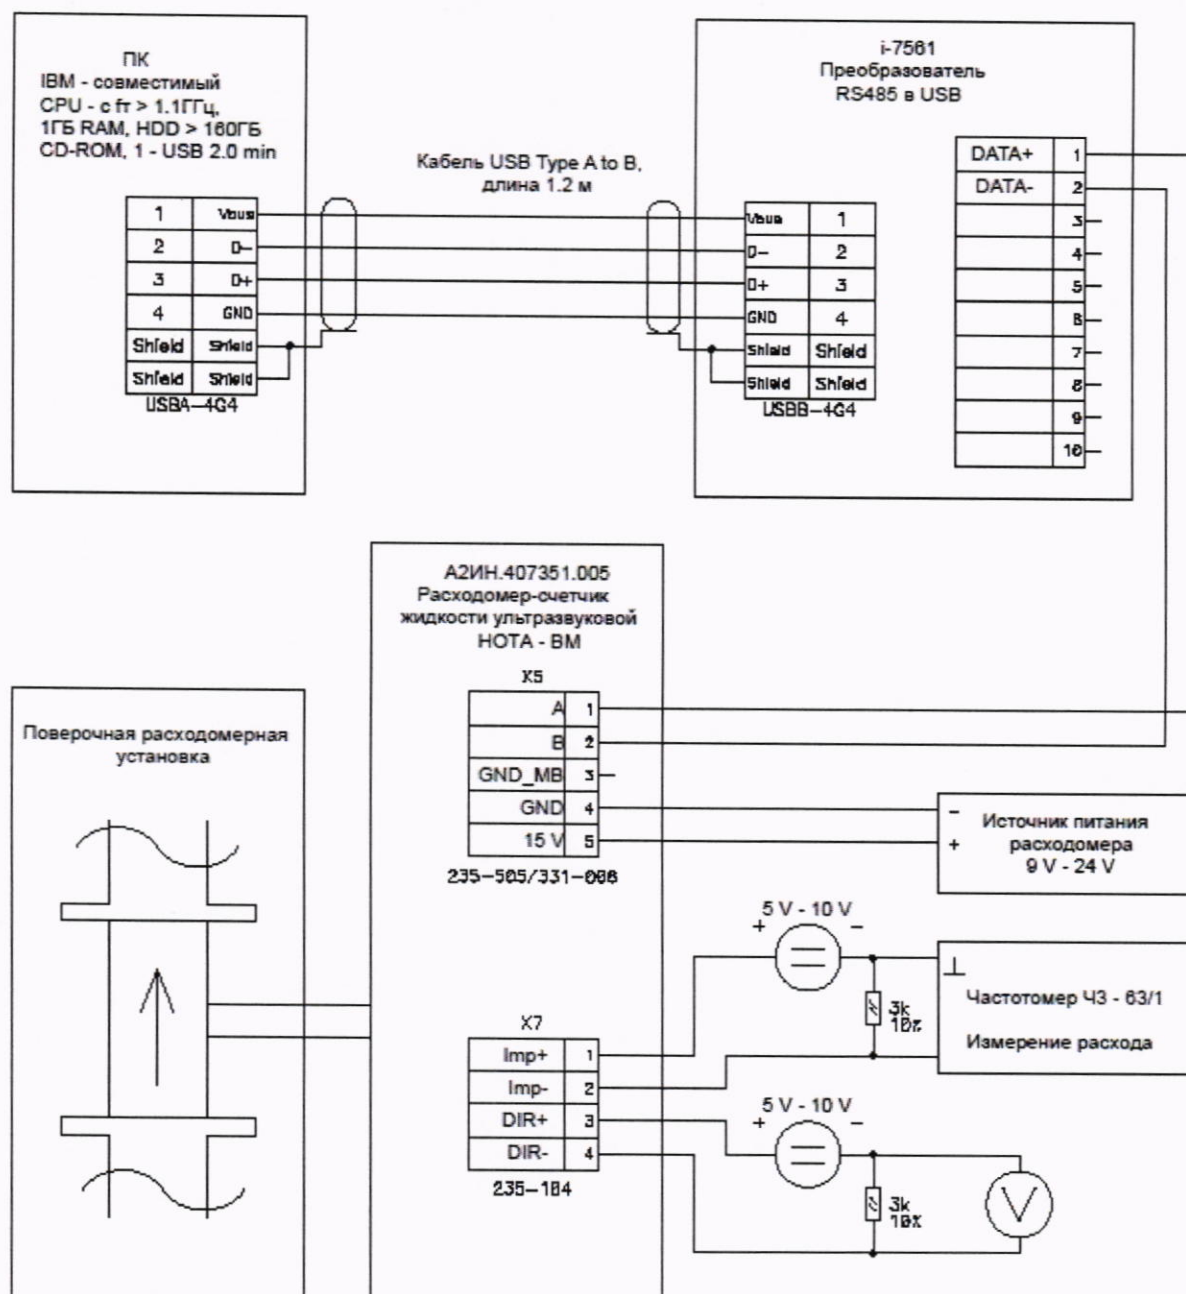 ПК
IBM - совместимый
CPU - с fт > 1.1ГГц,
1ГБ RAM, HDD > 160ГБ
CD-ROM, 1 - USB 2.0 min
1 Vbus
2 D-
3 D+
4 GND
Shield Shield
Shield Shield
USBA-4G4
Кабель USB Type A to B,
длина 1.2 м
i-7561
Преобразователь
RS485 в USB
Vbus 1
D- 2
D+ 3
GND 4
Shield Shield
Shield Shield
USBB-4G4
DATA+ 1
DATA- 2
3
4
5
6
7
8
9
10
А2ИН.407351.005
Расходомер-счетчик
жидкости ультразвуковой
НОТА - ВМ
X5
A 1
B 2
GND_MB 3
GND 4
15 V 5
235-505/331-006
Поверочная расходомерная
установка
-
+
Источник питания
расходомера
9 V - 24 V
5 V - 10 V
+ -
3k
10%
Частотомер ЧЗ - 63/1
Измерение расхода
X7
Imp+ 1
Imp- 2
DIR+ 3
DIR- 4
235-104
5 V - 10 V
+ -
3k
10%
V